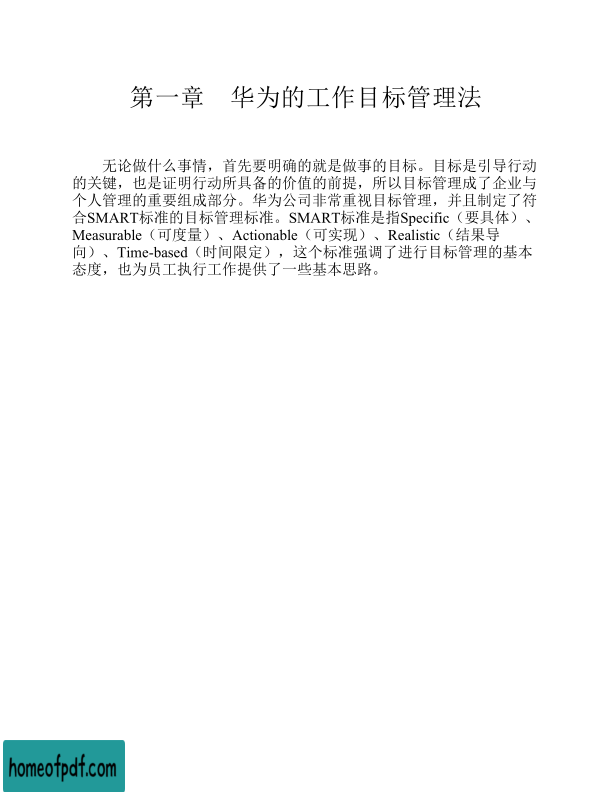 第一章　华为的工作目标管理法
无论做什么事情，首先要明确的就是做事的目标。目标是引导行动
的关键，也是证明行动所具备的价值的前提，所以目标管理成了企业与
个人管理的重要组成部分。华为公司非常重视目标管理，并且制定了符
合SMART标准的目标管理标准。SMART标准是指Specific（要具体）、
Measurable（可度量）、Actionable（可实现）、Realistic（结果导
向）、Time-based（时间限定），这个标准强调了进行目标管理的基本
态度，也为员工执行工作提供了一些基本思路。
homeofpdf.com